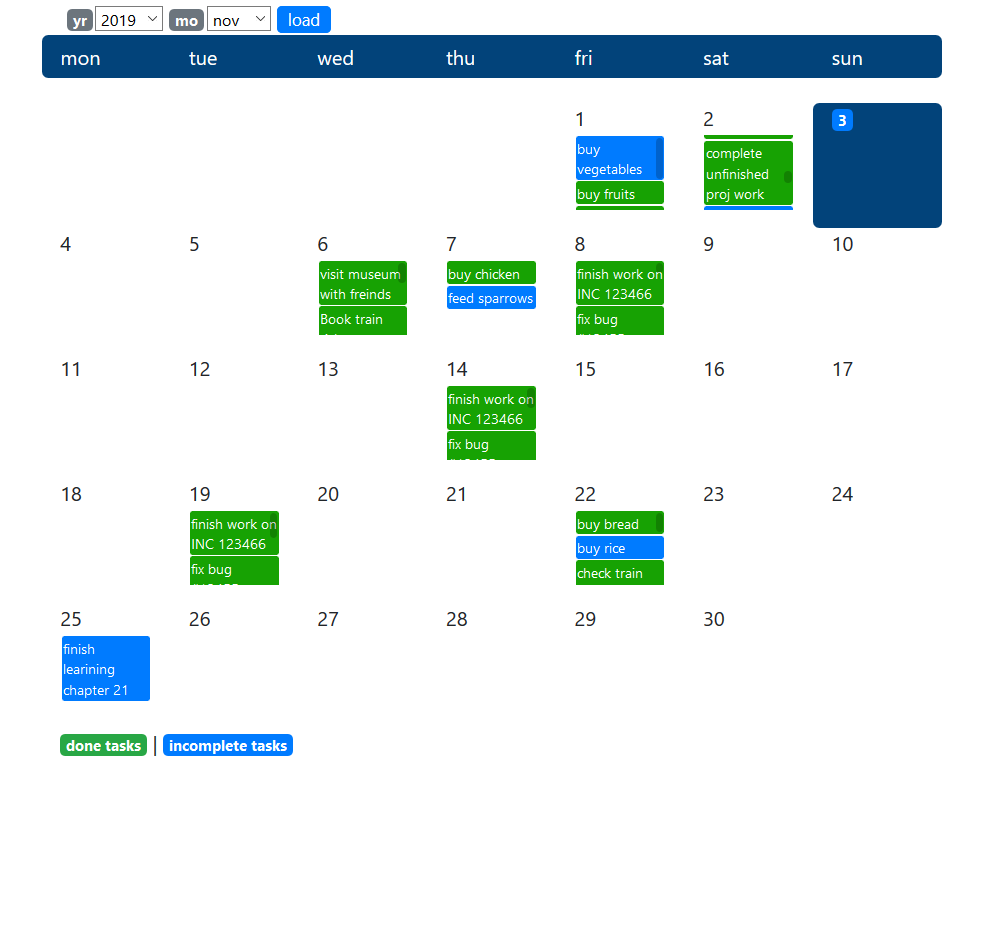 yr 2019 mo nov load
mon tue wed thu fri sat sun
1 2 3
buy
vegetables
buy fruits
complete
unfinished
proj work
4 5 6 7 8 9 10
visit museum
with freinds
Book train
buy chicken
feed sparrows
finish work on
INC 123466
fix bug
11 12 13 14 15 16 17
finish work on
INC 123466
fix bug
18 19 20 21 22 23 24
finish work on
INC 123466
fix bug
buy bread
buy rice
check train
25 26 27 28 29 30
finish
learining
chapter 21
done tasks | incomplete tasks